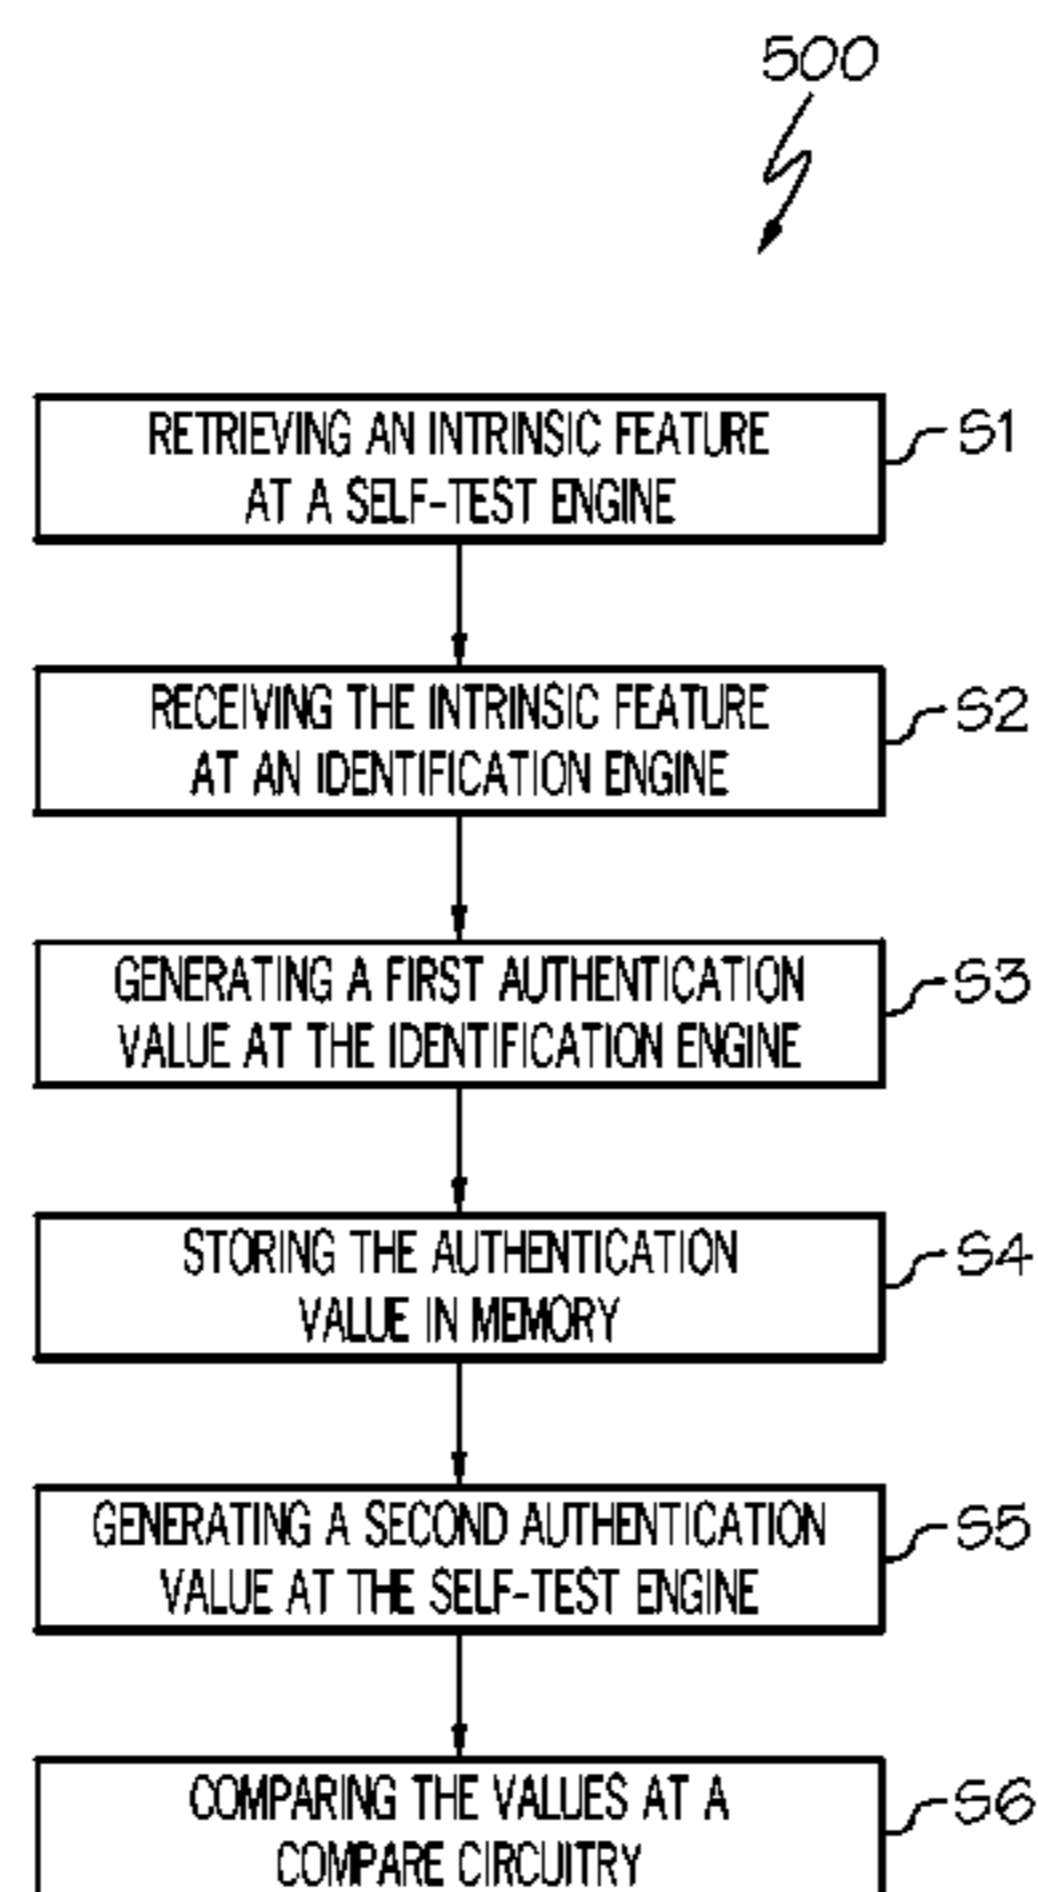 500
RETRIEVING AN INTRINSIC FEATURE
AT A SELF-TEST ENGINE
S1
RECEIVING THE INTRINSIC FEATURE
AT AN IDENTIFICATION ENGINE
S2
GENERATING A FIRST AUTHENTICATION
VALUE AT THE IDENTIFICATION ENGINE
S3
STORING THE AUTHENTICATION
VALUE IN MEMORY
S4
GENERATING A SECOND AUTHENTICATION
VALUE AT THE SELF-TEST ENGINE
S5
COMPARING THE VALUES AT A
COMPARE CIRCUITRY
S6